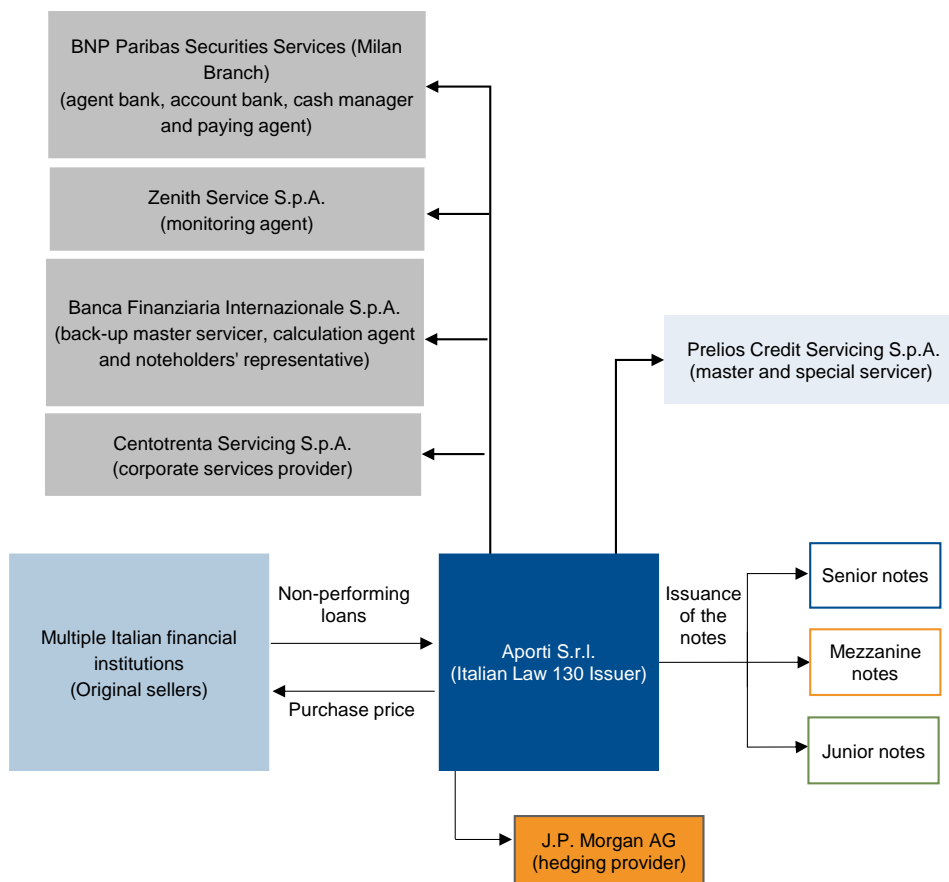 BNP Paribas Securities Services (Milan
Branch)
(agent bank, account bank, cash manager
and paying agent)
Zenith Service S.p.A.
(monitoring agent)
Banca Finanziaria Internazionale S.p.A.
(back-up master servicer, calculation agent
and noteholders' representative)
Prelios Credit Servicing S.p.A.
(master and special servicer)
Centotrenta Servicing S.p.A.
(corporate services provider)
Multiple Italian financial
institutions
(Original sellers)
Non-performing
loans
Purchase price
Aporti S.r.l.
(Italian Law 130 Issuer)
Issuance
of the
notes
Senior notes
Mezzanine
notes
Junior notes
J.P. Morgan AG
(hedging provider)